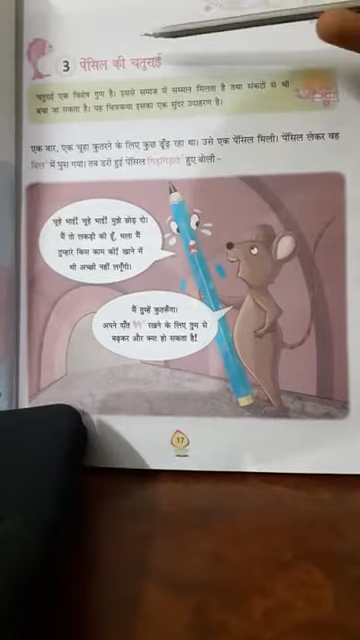 3 पेंसिल की चतुराई
चतुराई एक विशेष गुण है। इससे समाज में सम्मान मिलता है तथा संकटों से भी
बचा जा सकता है। यह चित्रकथा इसका एक सुंदर उदाहरण है।
एक बार, एक चूहा कुतरने के लिए कुछ ढूँढ़ रहा था। उसे एक पेंसिल मिली। पेंसिल लेकर वह
बिल में घुस गया। तब डरी हुई पेंसिल गिड़गिड़ाते हुए बोली -
चूहे भाई! चूहे भाई! मुझे छोड़ दो।
मैं तो लकड़ी की हूँ, भला मैं
तुम्हारे किस काम की! खाने में
भी अच्छी नहीं लगूँगी।
मैं तुम्हें कुतरूँगा।
अपने दाँत पैने रखने के लिए तुम से
बढ़कर और क्या हो सकता है!
17